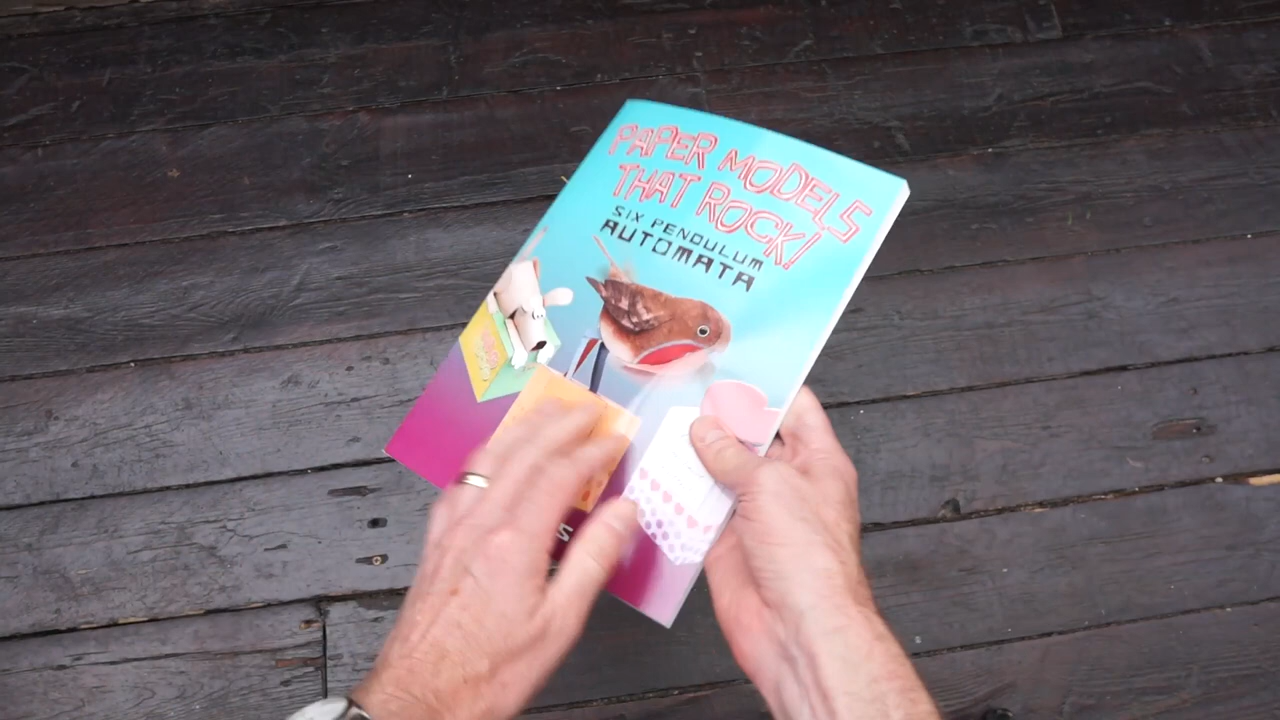 PAPER MODELS
THAT ROCK!
SIX PENDULUM
AUTOMATA